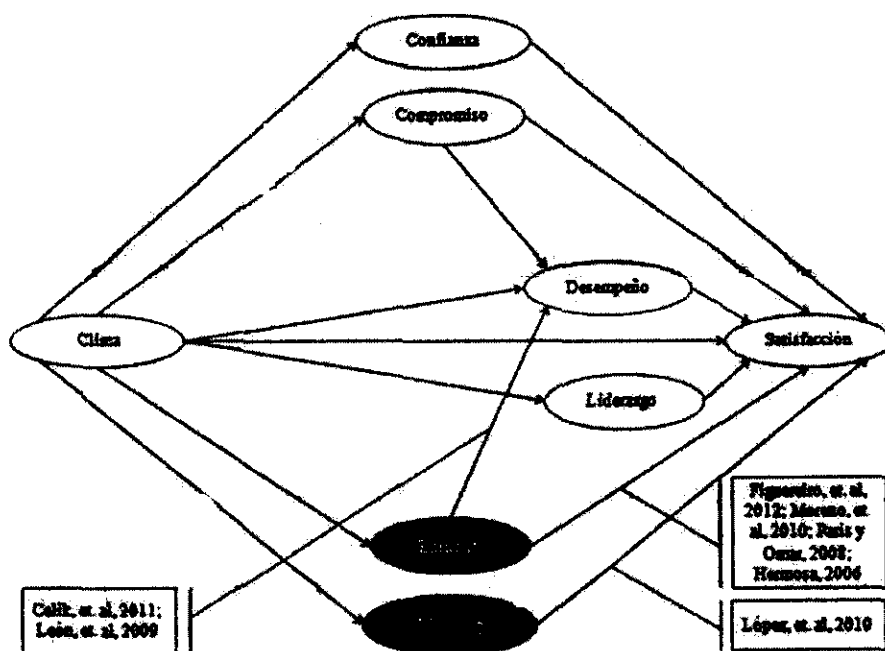 Confianza
Compromiso
Desempeño
Clima
Satisfacción
Liderazgo
Figueiredo, et. al,
2012; Moreno, et.
al, 2010; Paris y
Omar, 2008;
Hermosa, 2006
Calik, et. al, 2011;
León, et. al, 2009
López, et. al, 2010